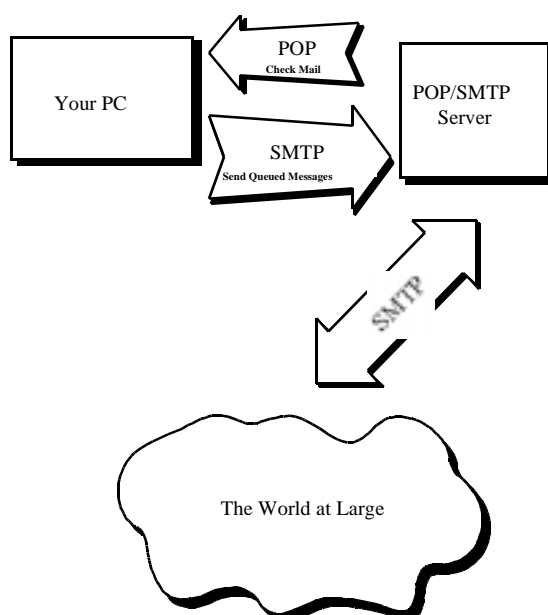 POP
Check Mail
Your PC
POP/SMTP
Server
SMTP
Send Queued Messages
SMTP
The World at Large